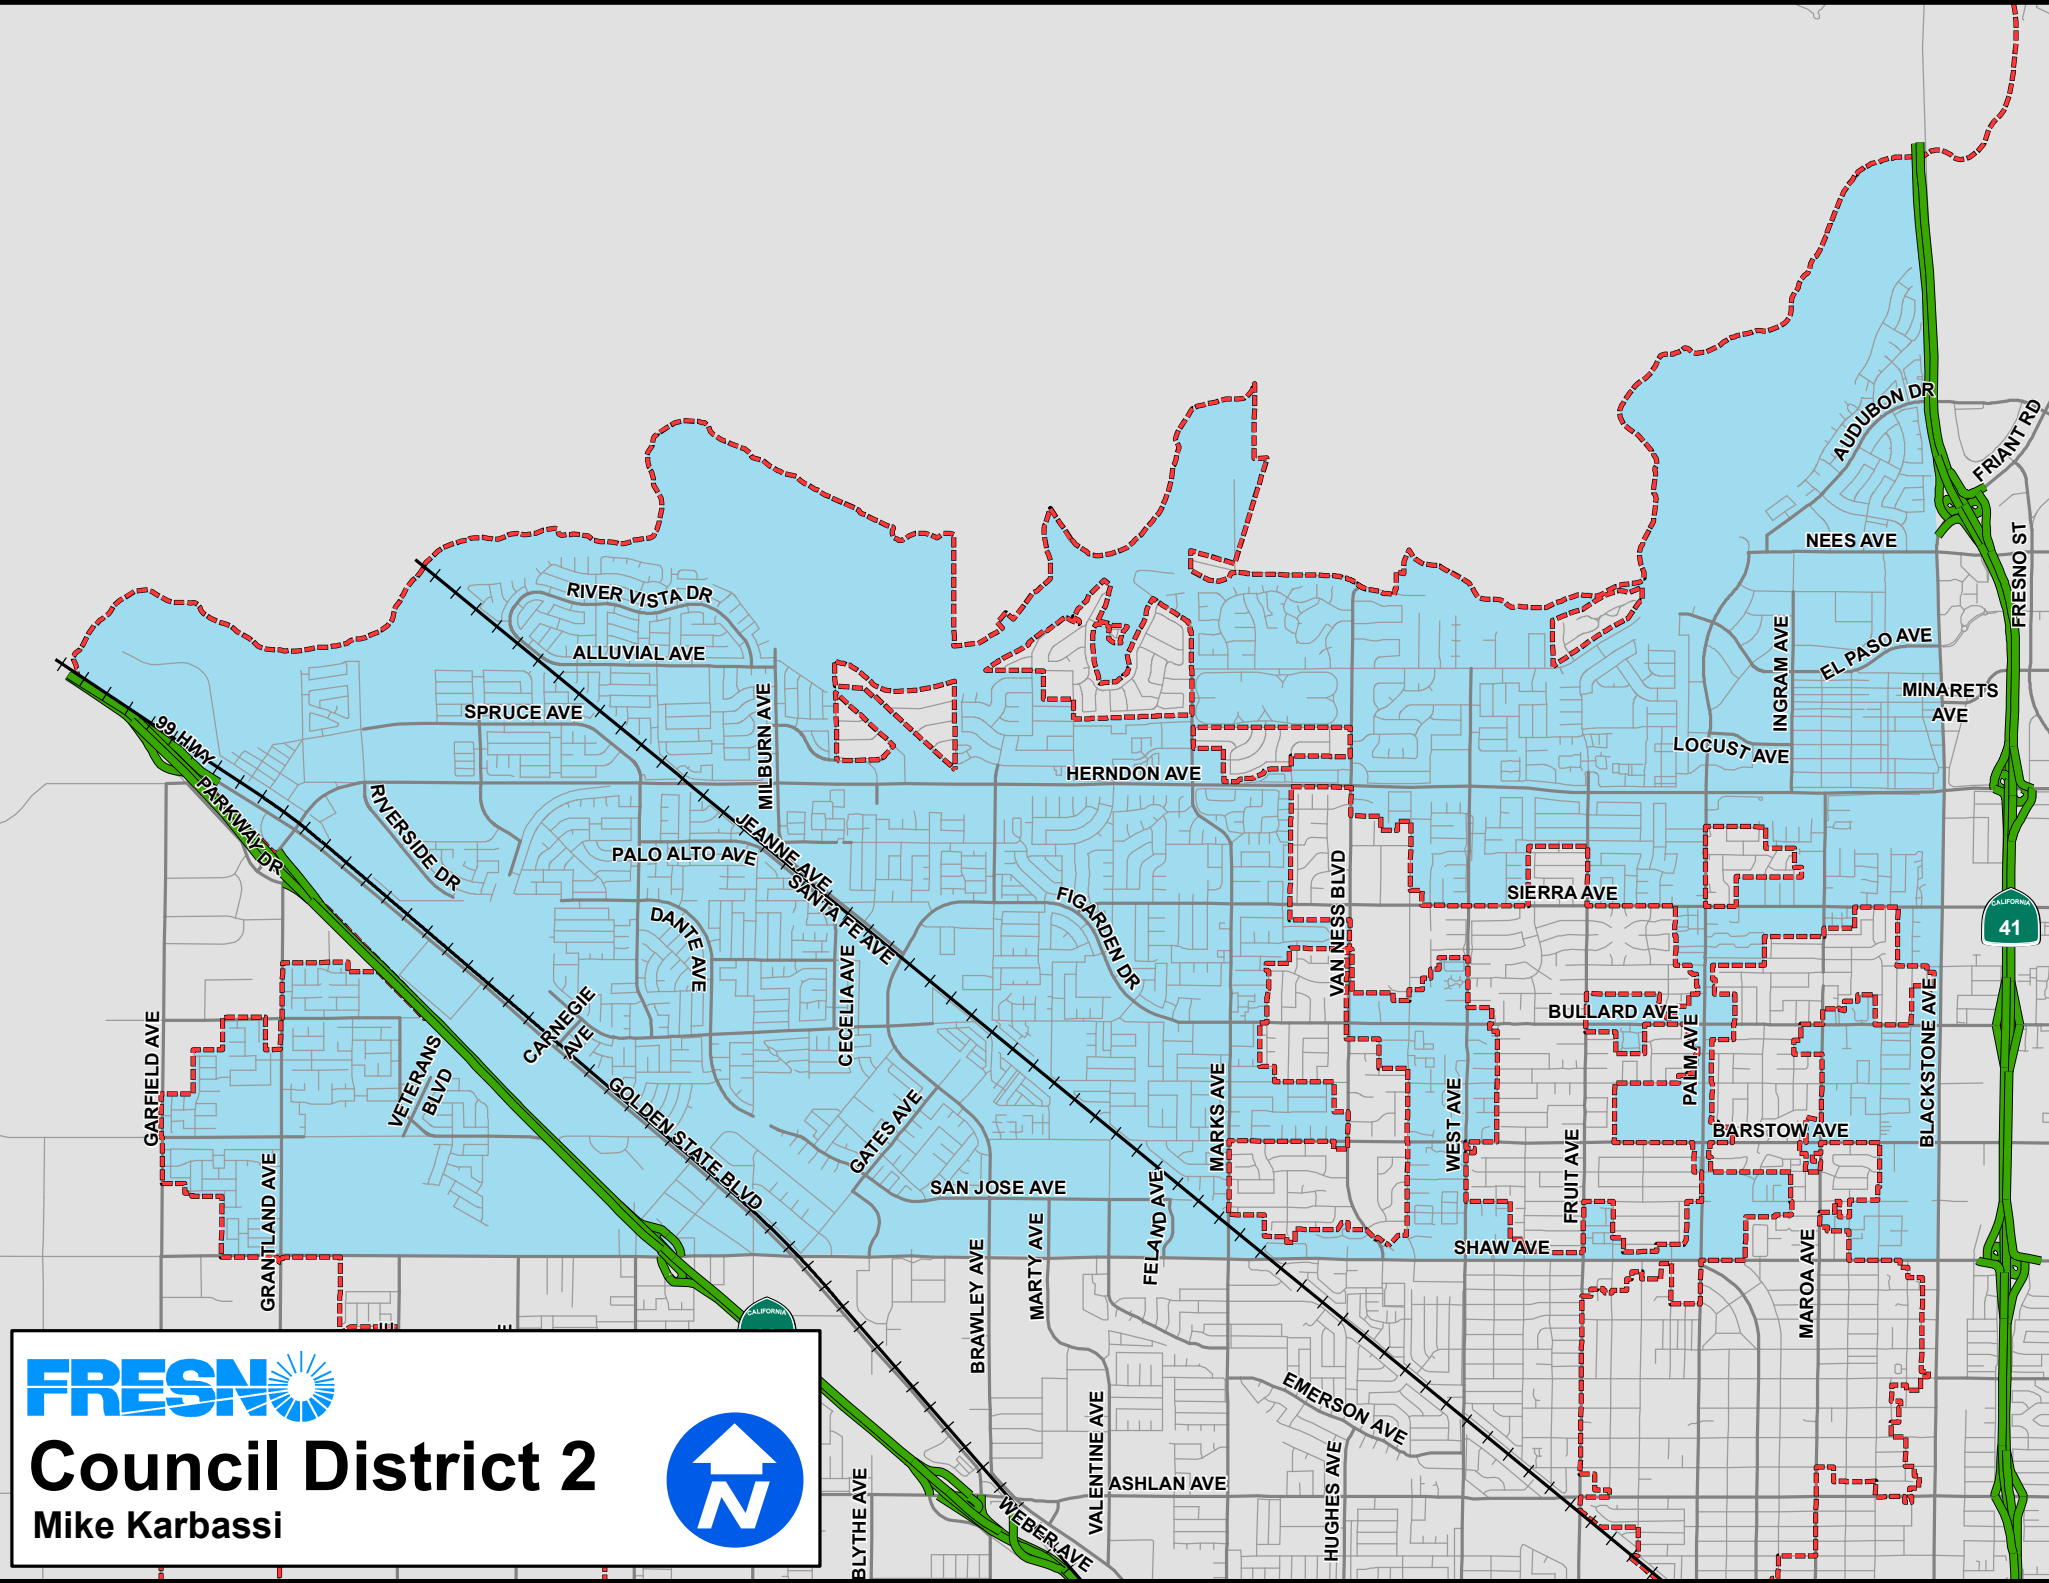 AUDUBON DR
FRIANT RD
NEES AVE
FRESNO ST
RIVER VISTA DR
ALLUVIAL AVE
INGRAM AVE
EL PASO AVE
MINARETS
AVE
SPRUCE AVE
MILBURN AVE
99 HWY
LOCUST AVE
HERNDON AVE
PARKWAY DR
RIVERSIDE DR
JEANNE AVE
PALO ALTO AVE
SANTA FE AVE
VAN NESS BLVD
SIERRA AVE
FIGARDEN DR
DANTE AVE
CALIFORNIA
41
CECELIA AVE
CARNEGIE
AVE
BULLARD AVE
PALM AVE
BLACKSTONE AVE
GARFIELD AVE
VETERANS
BLVD
GOLDEN STATE BLVD
GATES AVE
MARKS AVE
WEST AVE
BARSTOW AVE
FRUIT AVE
GRANTLAND AVE
SAN JOSE AVE
FELAND AVE
MARTY AVE
BRAWLEY AVE
SHAW AVE
MAROA AVE
CALIFORNIA
EMERSON AVE
VALENTINE AVE
HUGHES AVE
ASHLAN AVE
BLYTHE AVE
WEBER AVE
FRESNO
Council District 2
Mike Karbassi
N